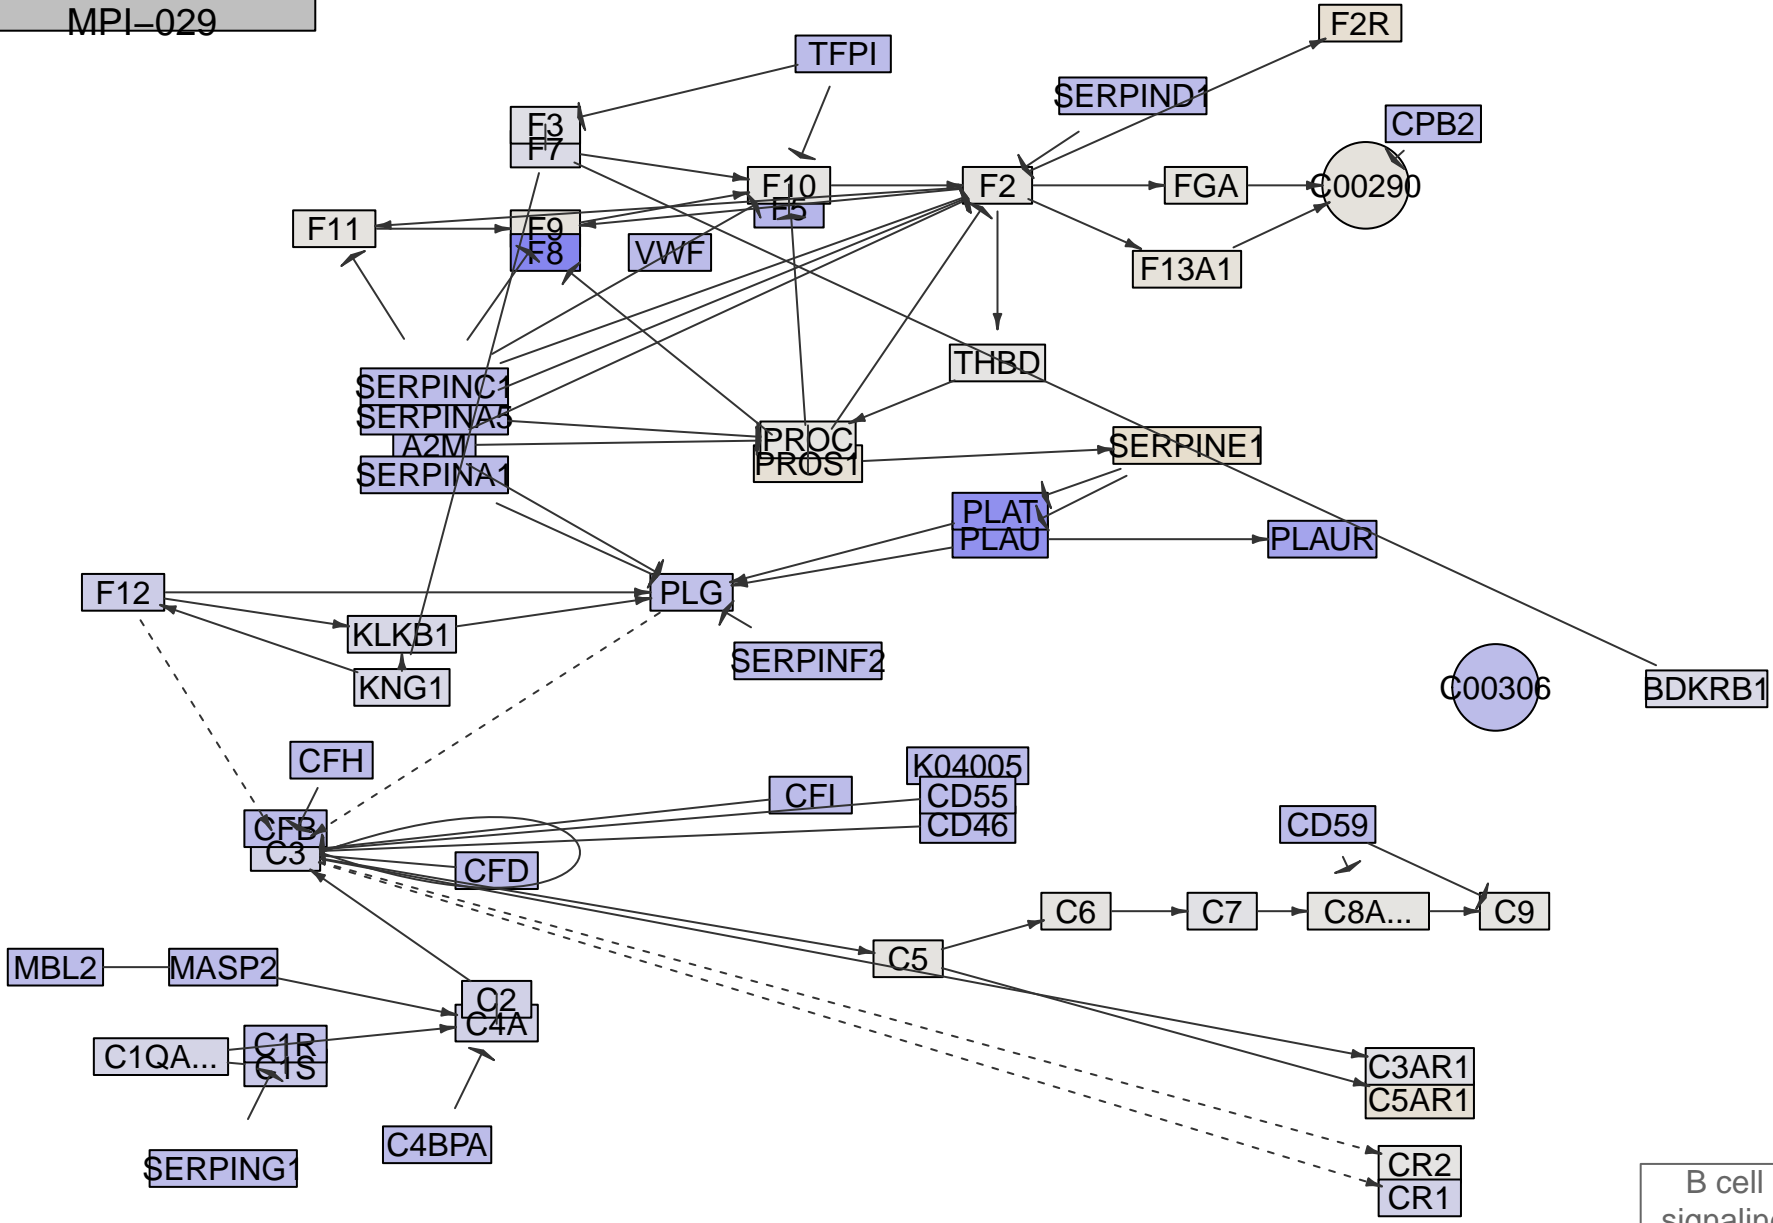 MPI–029
F2R
TFPI
SERPIND1
CPB2
F3
F7
F10
F5
F2
FGA
C00290
F11
F9
F8
VWF
F13A1
THBD
SERPINC1
SERPINA5
A2M
SERPINA1
PROC
PROS1
SERPINE1
PLAT
PLAU
PLAUR
F12
PLG
KLKB1
SERPINF2
KNG1
C00306
BDKRB1
CFH
K04005
CFI
CD55
CD46
CFB
C3
CFD
CD59
C6
C7
C8A...
C9
C5
MBL2
MASP2
C2
C4A
C1QA...
C1R
C1S
C3AR1
C5AR1
C4BPA
SERPING1
CR2
CR1
B cell
signaling